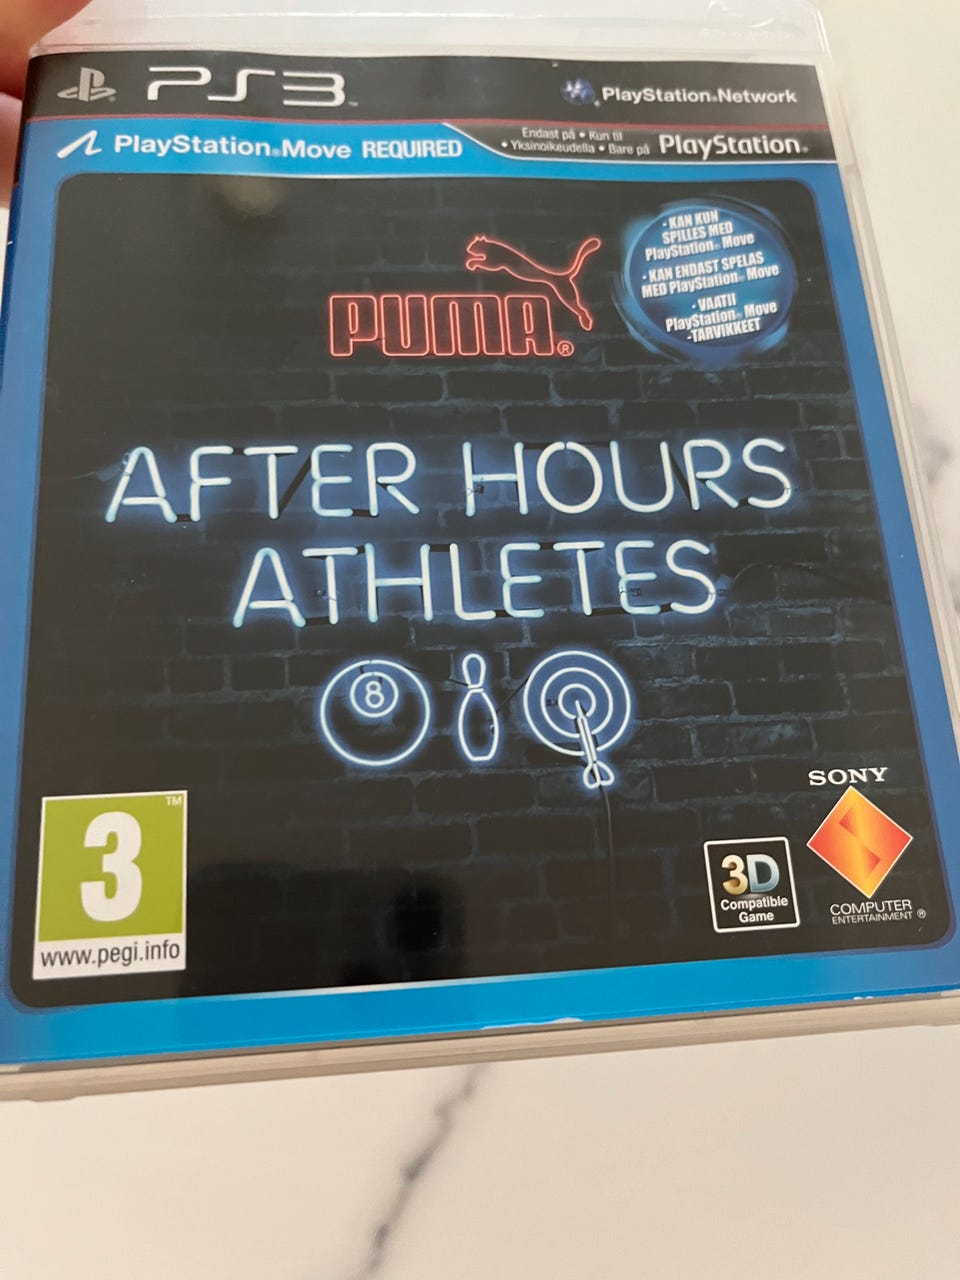 PS3
PlayStation®Network
PlayStation®Move REQUIRED
Endast på • Kun til
• Yksinoikeudella • Bare på
PlayStation®
PUMA®
• KAN KUN
SPILLES MED
PlayStation® Move
• KAN ENDAST SPELAS
MED PlayStation® Move
• VAATII
PlayStation® Move
-TARVIKKEET
AFTER HOURS
ATHLETES
8
3™
www.pegi.info
3D
Compatible
Game
SONY
COMPUTER
ENTERTAINMENT®